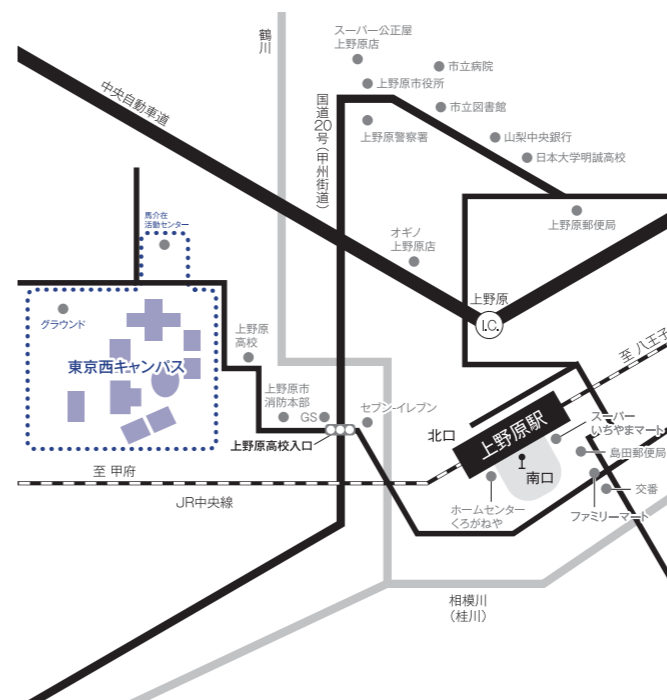 鶴川
スーパー公正屋
上野原店
市立病院
上野原市役所
中央自動車道
国道20号（甲州街道）
市立図書館
上野原警察署
山梨中央銀行
日本大学明誠高校
上野原郵便局
オギノ
上野原店
上野原
I.C.
活動センター
グラウンド
東京西キャンパス
上野原
高校
至 八王子
上野原市
消防本部
GS
セブン-イレブン
上野原高校入口
北口
上野原駅
スーパー
いちやまマート
島田郵便局
南口
至 甲府
JR中央線
ホームセンター
くろがねや
ファミリーマート
交番
相模川
（桂川）